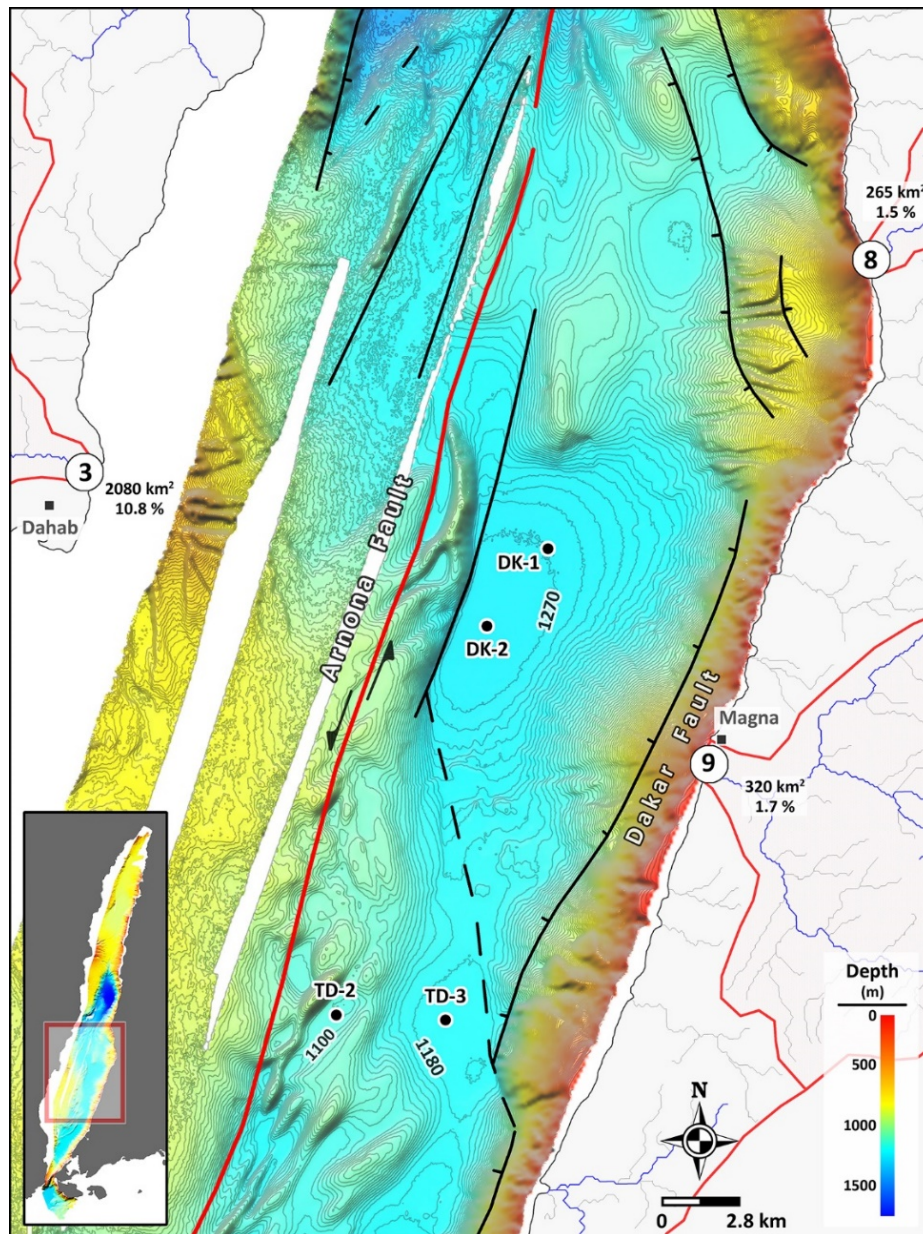 265 km²
1.5 %
8
3
2080 km²
10.8 %
Dahab
Arnona Fault
DK-1
1270
DK-2
Dakar Fault
Magna
9
320 km²
1.7 %
TD-2
1100
TD-3
1180
Depth
(m)
0
500
1000
1500
N
0 2.8 km